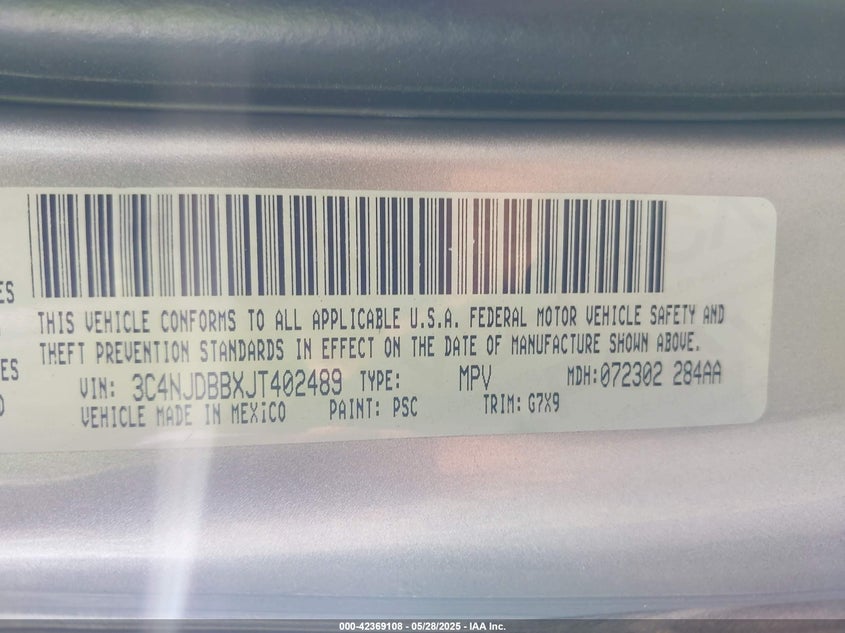 ES
THIS VEHICLE CONFORMS TO ALL APPLICABLE U.S.A. FEDERAL MOTOR VEHICLE SAFETY AND
THEFT PREVENTION STANDARDS IN EFFECT ON THE DATE OF MANUFACTURE SHOWN ABOVE.
ES
VIN: 3C4NJDBBXJT402489 TYPE: MPV MDH:072302 284AA
VEHICLE MADE IN MEXICO PAINT: PSC TRIM: G7X9
000-42369108 - 05/28/2025 - IAA Inc.